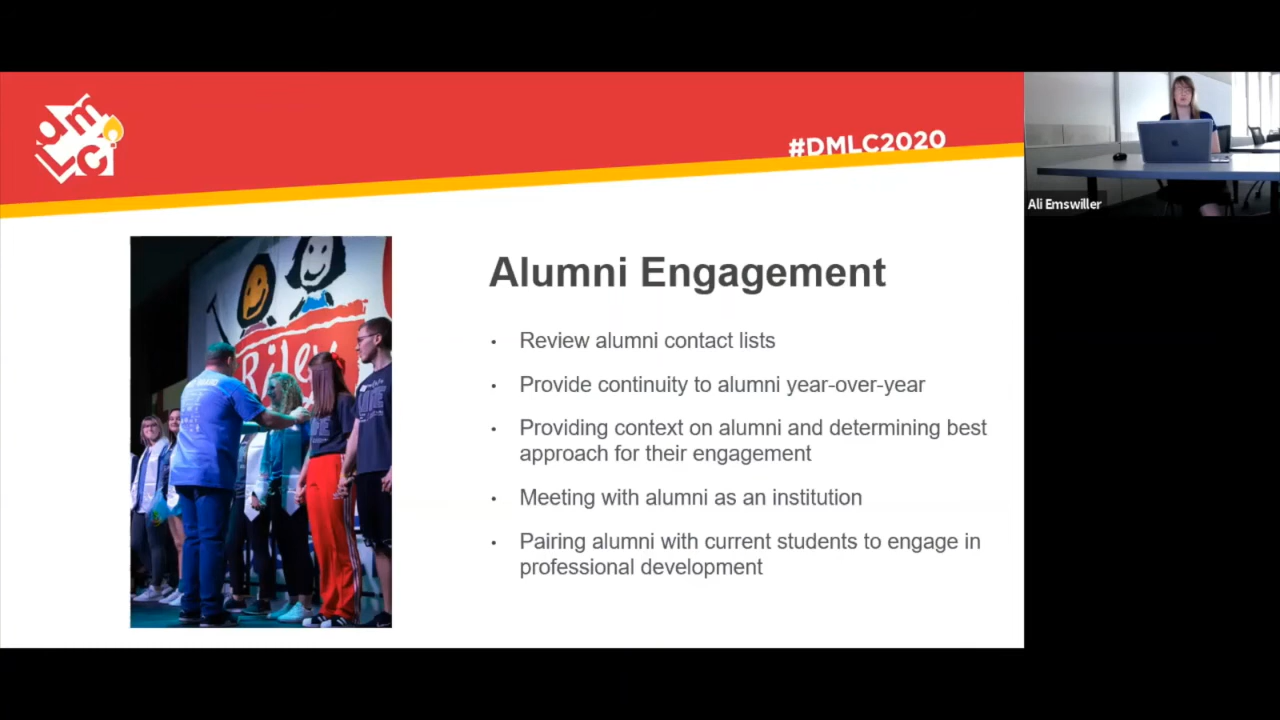 dmLC
#DMLC2020
Ali Emswiller
Riley
Alumni Engagement
• Review alumni contact lists
• Provide continuity to alumni year-over-year
• Providing context on alumni and determining best
approach for their engagement
• Meeting with alumni as an institution
• Pairing alumni with current students to engage in
professional development